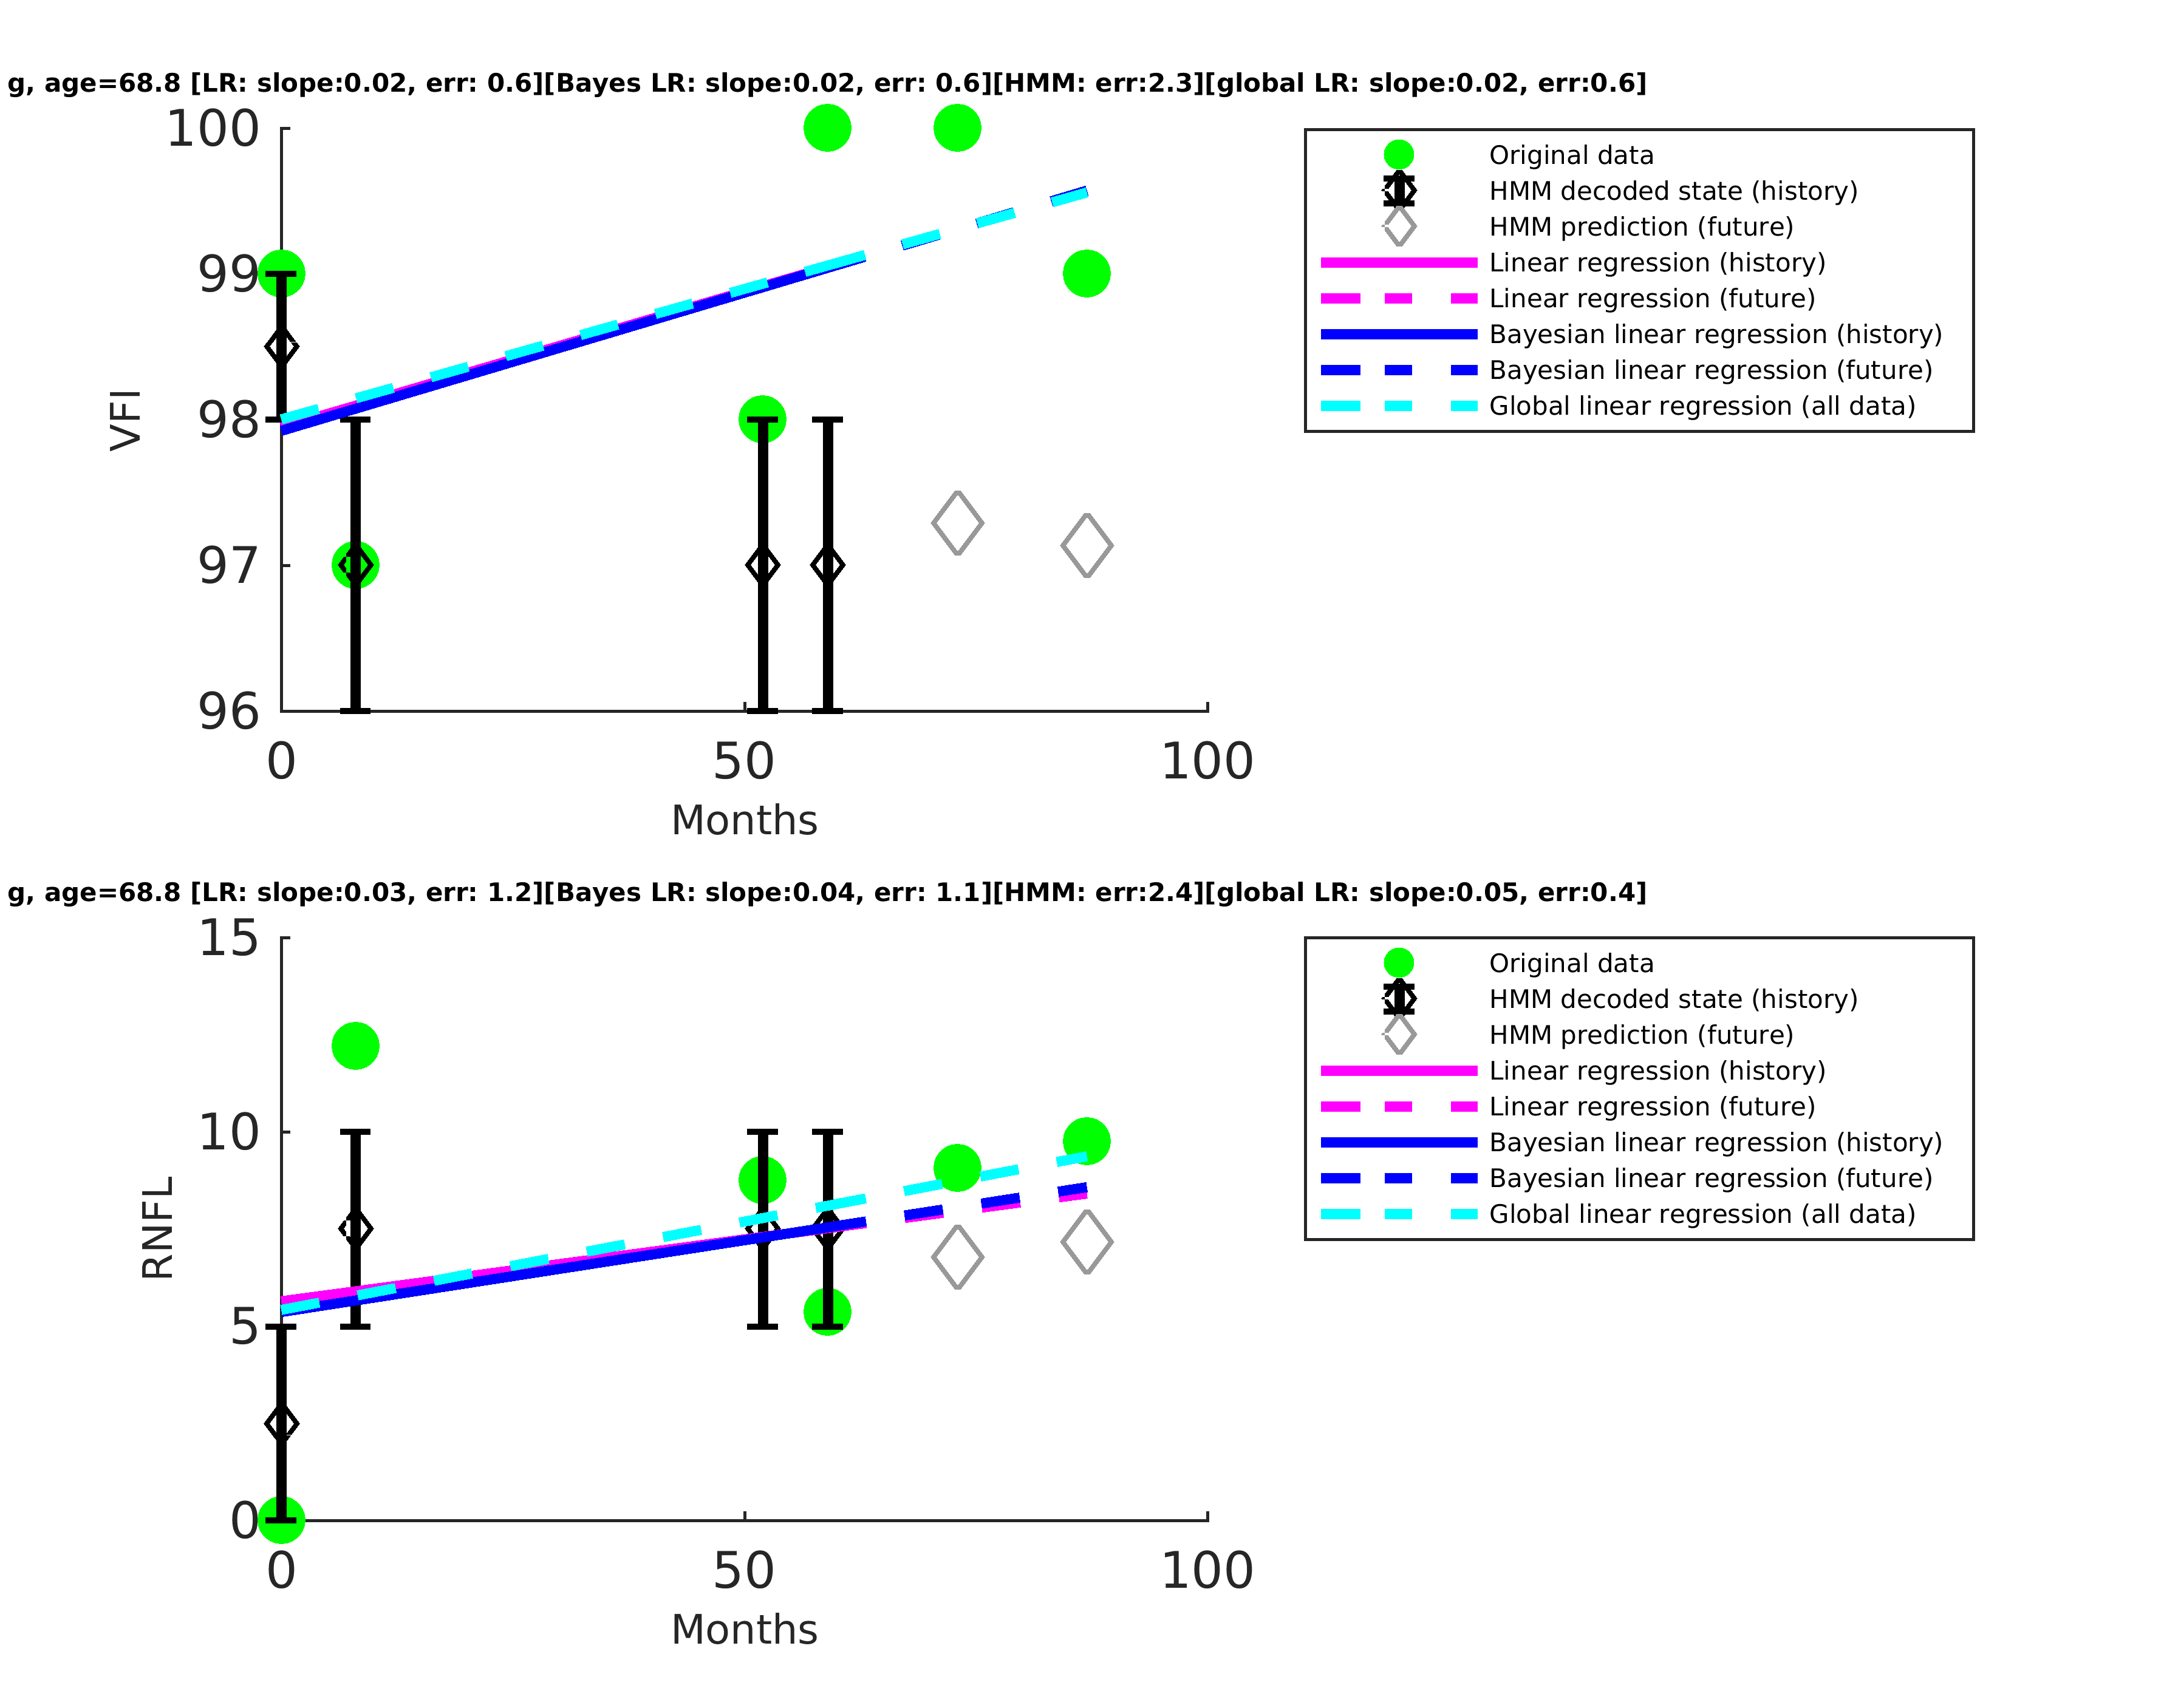 g, age=68.8 [LR: slope:0.02, err: 0.6][Bayes LR: slope:0.02, err: 0.6][HMM: err:2.3][global LR: slope:0.02, err:0.6]
100
99
98
97
96
VFI
0 50 100
Months
Original data
HMM decoded state (history)
HMM prediction (future)
Linear regression (history)
Linear regression (future)
Bayesian linear regression (history)
Bayesian linear regression (future)
Global linear regression (all data)
g, age=68.8 [LR: slope:0.03, err: 1.2][Bayes LR: slope:0.04, err: 1.1][HMM: err:2.4][global LR: slope:0.05, err:0.4]
15
10
5
0
RNFL
0 50 100
Months
Original data
HMM decoded state (history)
HMM prediction (future)
Linear regression (history)
Linear regression (future)
Bayesian linear regression (history)
Bayesian linear regression (future)
Global linear regression (all data)